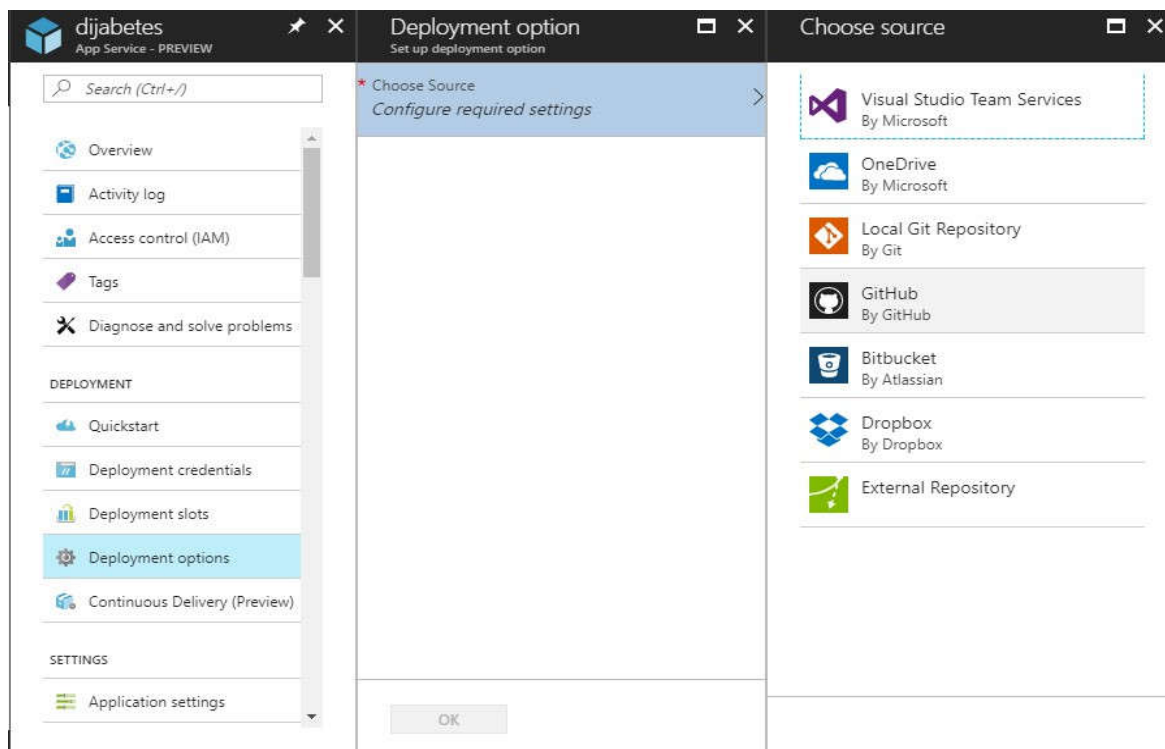 dijabetes
App Service - PREVIEW
Search (Ctrl+/)
Overview
Activity log
Access control (IAM)
Tags
Diagnose and solve problems
DEPLOYMENT
Quickstart
Deployment credentials
Deployment slots
Deployment options
Continuous Delivery (Preview)
SETTINGS
Application settings
Deployment option
Set up deployment option
* Choose Source
Configure required settings
OK
Choose source
Visual Studio Team Services
By Microsoft
OneDrive
By Microsoft
Local Git Repository
By Git
GitHub
By GitHub
Bitbucket
By Atlassian
Dropbox
By Dropbox
External Repository